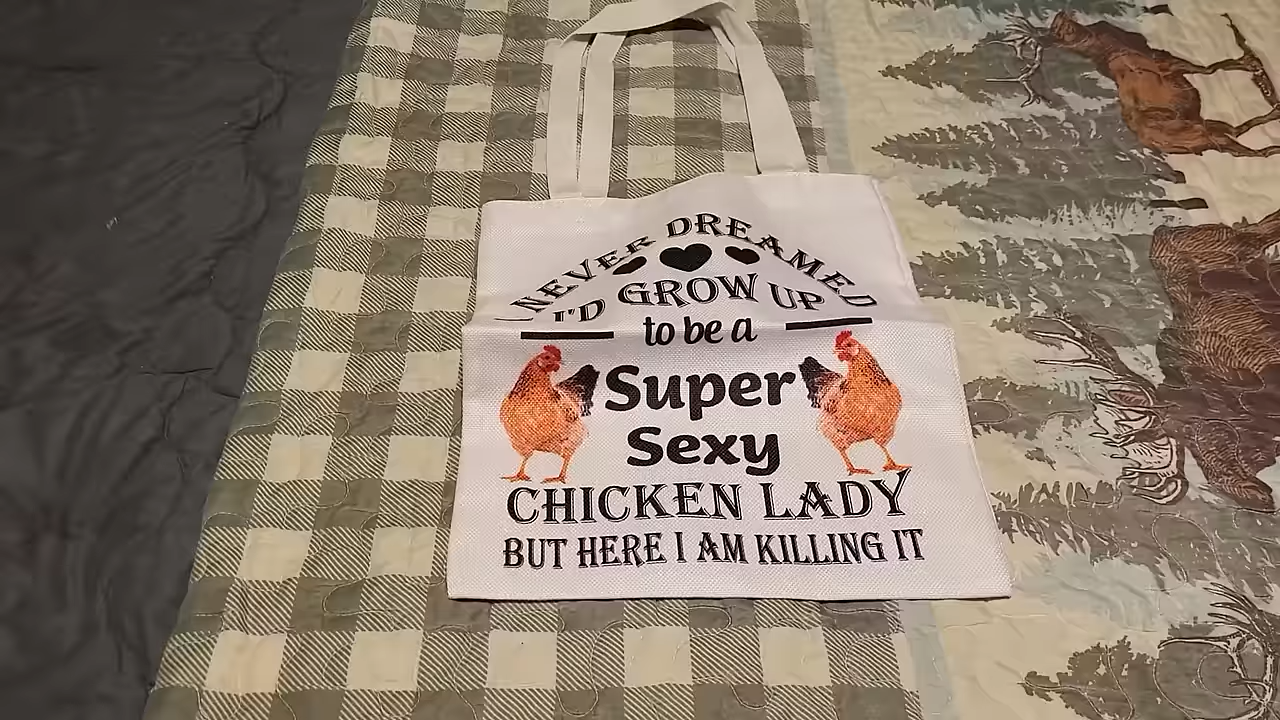 NEVER DREAMED
I'D GROW UP
to be a
Super
Sexy
CHICKEN LADY
BUT HERE I AM KILLING IT